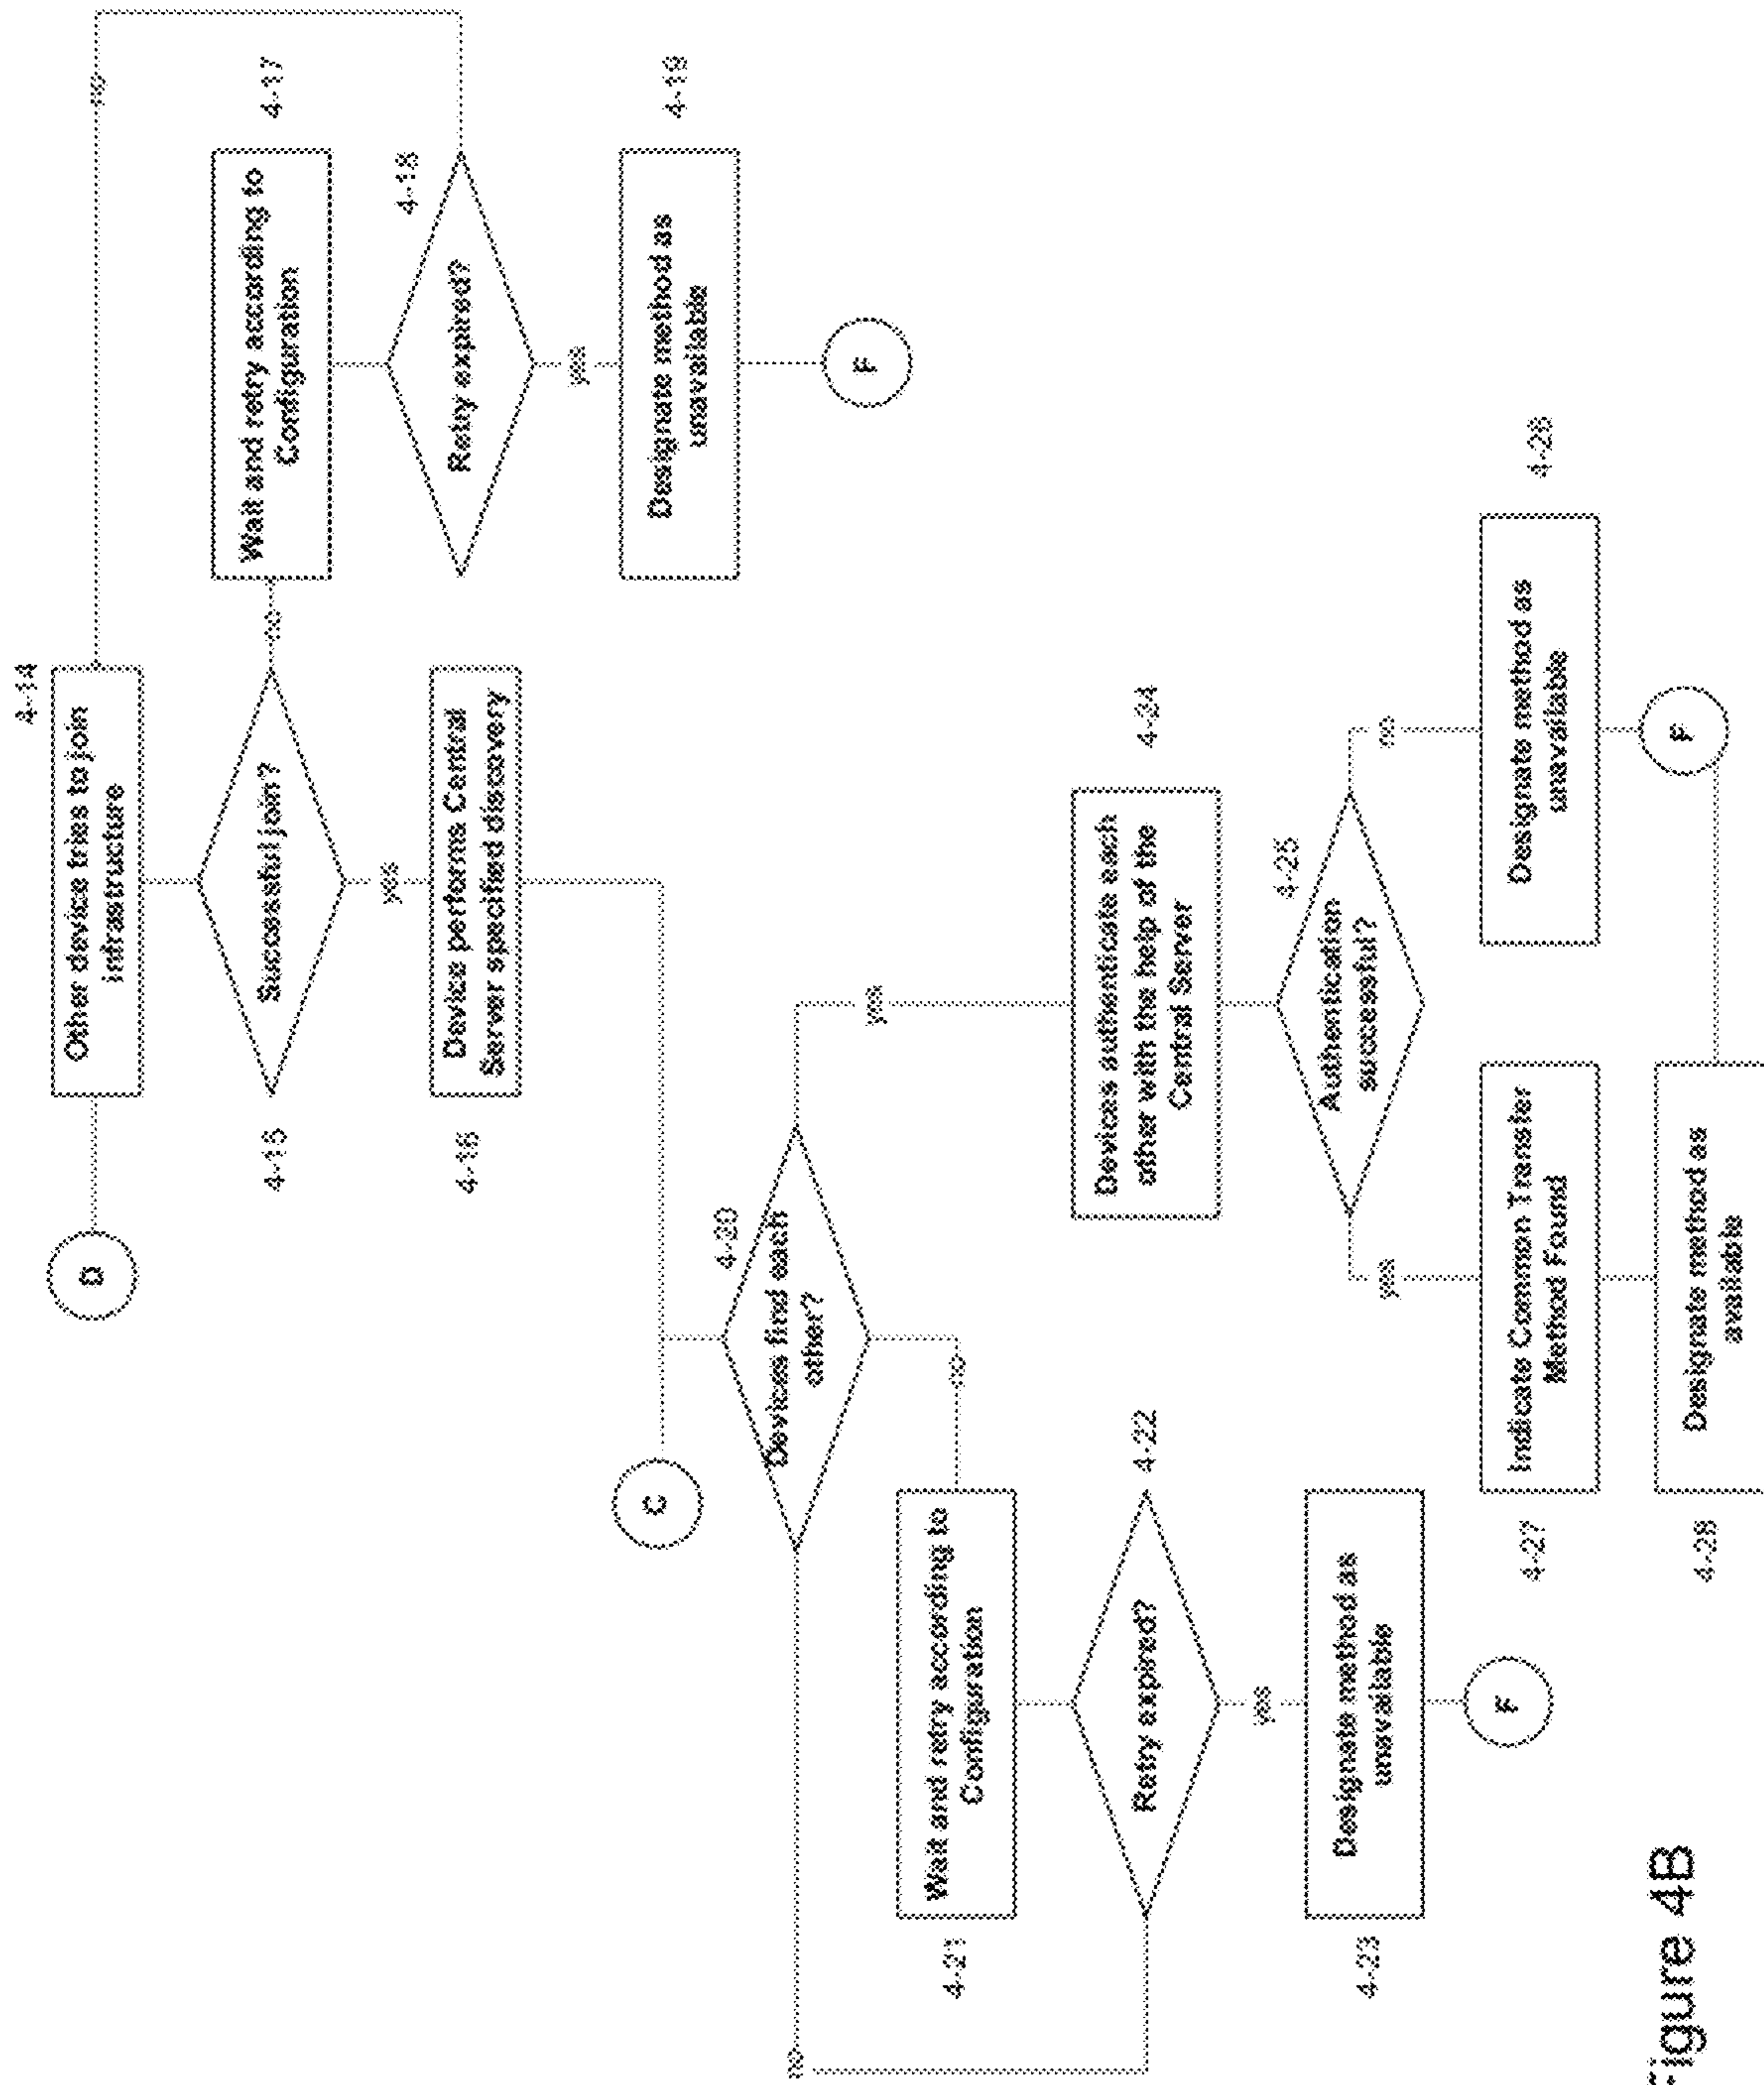 D
4-14
Other device tries to join
infrastructure
no
4-15
Successful join?
no
Wait and retry according to
Configuration
4-17
yes
4-18
Retry expired?
4-16
Device performs Central
Server specified discovery
yes
Designate method as
unavailable
4-19
F
C
4-20
Devices find each
other?
no
yes
no
4-21
Wait and retry according to
Configuration
4-22
Retry expired?
yes
4-23
Designate method as
unavailable
F
Devices authenticate each
other with the help of the
Central Server
4-24
4-25
Authentication
successful?
yes
no
4-27
Indicate Common Transfer
Method Found
Designate method as
unavailable
4-26
4-28
Designate method as
available
F
Figure 4B